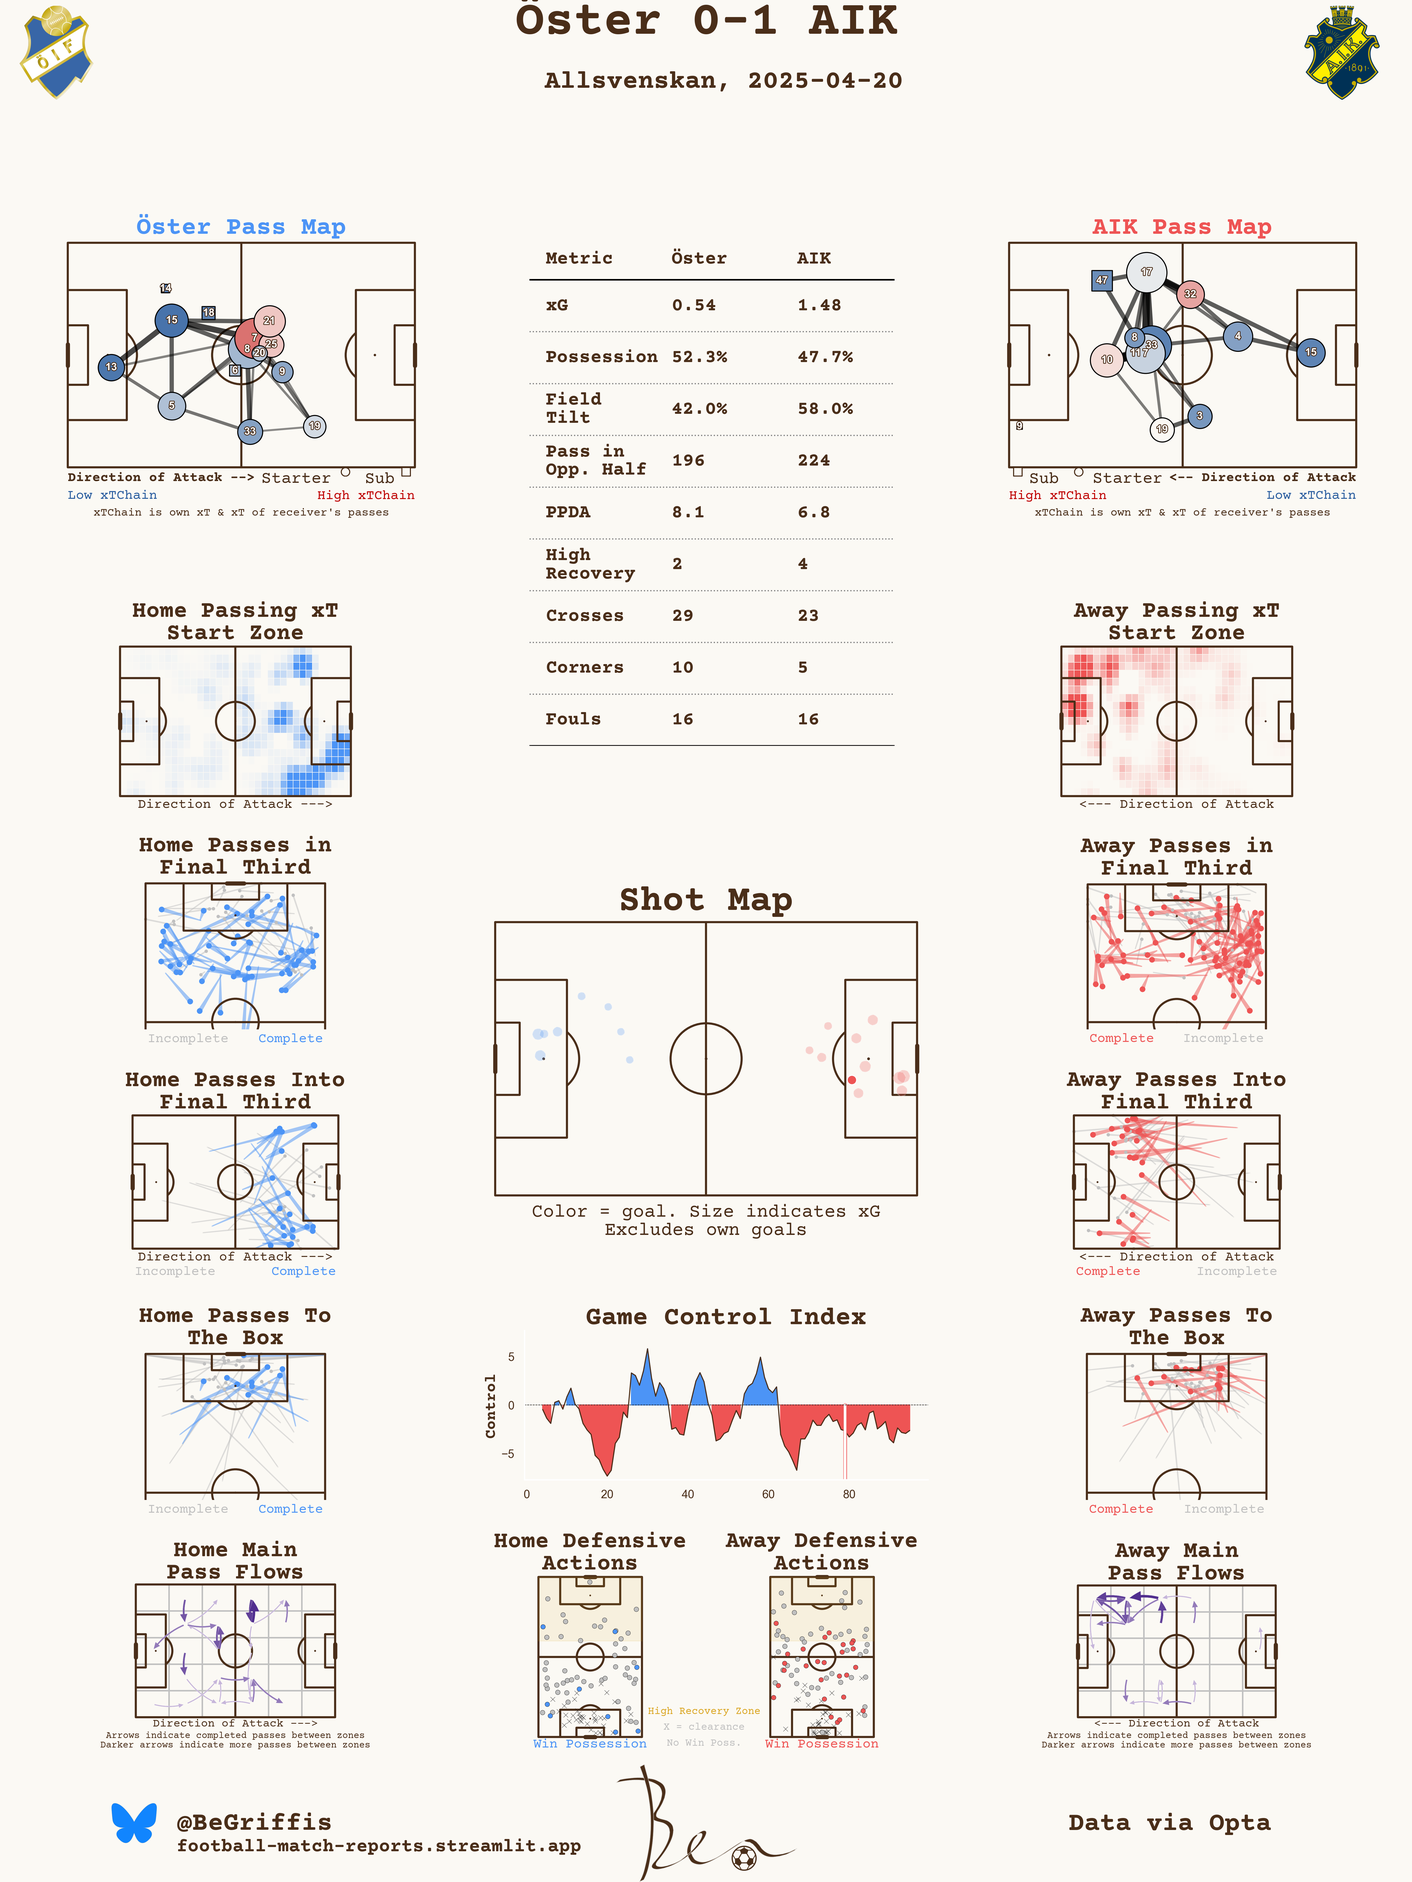 Öster 0-1 AIK
Allsvenskan, 2025-04-20
ÖIF
A.I.K.
1891
Öster Pass Map
14
15
18
21
7
8
25
20
13
6
9
5
33
19
Direction of Attack --> Starter Sub
Low xTChain High xTChain
xTChain is own xT & xT of receiver's passes
Metric Öster AIK
xG 0.54 1.48
Possession 52.3% 47.7%
Field
Tilt 42.0% 58.0%
Pass in
Opp. Half 196 224
PPDA 8.1 6.8
High
Recovery 2 4
Crosses 29 23
Corners 10 5
Fouls 16 16
AIK Pass Map
47
17
32
8
33
4
10
7
15
3
19
9
Sub Starter <-- Direction of Attack
High xTChain Low xTChain
xTChain is own xT & xT of receiver's passes
Home Passing xT
Start Zone
Direction of Attack --->
Home Passes in
Final Third
Incomplete Complete
Home Passes Into
Final Third
Direction of Attack --->
Incomplete Complete
Home Passes To
The Box
Incomplete Complete
Home Main
Pass Flows
Direction of Attack --->
Arrows indicate completed passes between zones
Darker arrows indicate more passes between zones
Shot Map
Color = goal. Size indicates xG
Excludes own goals
Game Control Index
Control
5
0
−5
0 20 40 60 80
Home Defensive
Actions
Win Possession
Away Defensive
Actions
Win Possession
High Recovery Zone
X = clearance
No Win Poss.
Away Passing xT
Start Zone
<--- Direction of Attack
Away Passes in
Final Third
Complete Incomplete
Away Passes Into
Final Third
<--- Direction of Attack
Complete Incomplete
Away Passes To
The Box
Complete Incomplete
Away Main
Pass Flows
<--- Direction of Attack
Arrows indicate completed passes between zones
Darker arrows indicate more passes between zones
@BeGriffis
football-match-reports.streamlit.app
Ben
Data via Opta